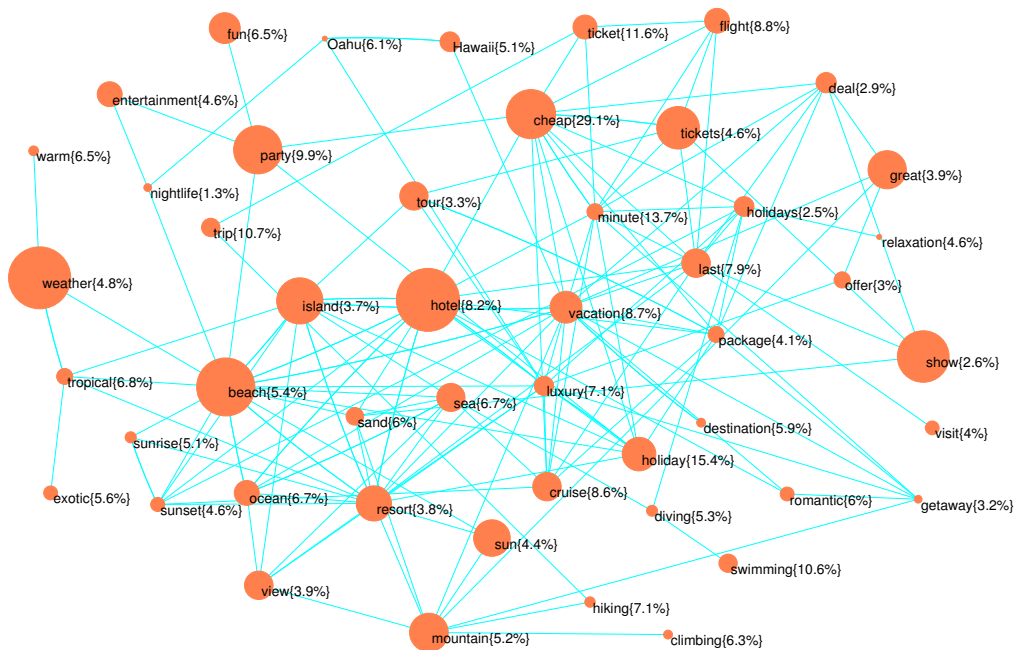 fun{6.5%}
Oahu{6.1%}
Hawaii{5.1%}
ticket{11.6%}
flight{8.8%}
entertainment{4.6%}
deal{2.9%}
cheap{29.1%}
tickets{4.6%}
warm{6.5%}
party{9.9%}
great{3.9%}
nightlife{1.3%}
tour{3.3%}
minute{13.7%}
holidays{2.5%}
trip{10.7%}
relaxation{4.6%}
weather{4.8%}
last{7.9%}
offer{3%}
island{3.7%}
hotel{8.2%}
vacation{8.7%}
package{4.1%}
show{2.6%}
tropical{6.8%}
beach{5.4%}
luxury{7.1%}
sea{6.7%}
sand{6%}
destination{5.9%}
visit{4%}
sunrise{5.1%}
holiday{15.4%}
exotic{5.6%}
sunset{4.6%}
ocean{6.7%}
resort{3.8%}
cruise{8.6%}
diving{5.3%}
romantic{6%}
getaway{3.2%}
sun{4.4%}
swimming{10.6%}
view{3.9%}
hiking{7.1%}
mountain{5.2%}
climbing{6.3%}